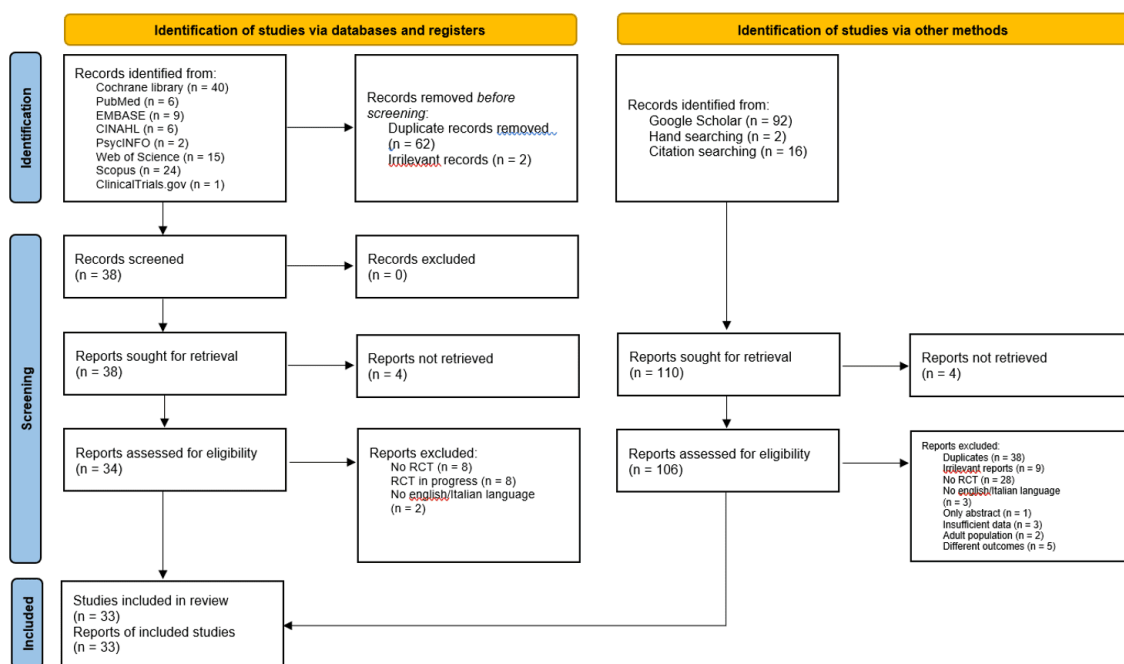 Identification of studies via databases and registers
Identification of studies via other methods
Identification
Records identified from:
Cochrane library (n = 40)
PubMed (n = 6)
EMBASE (n = 9)
CINAHL (n = 6)
PsycINFO (n = 2)
Web of Science (n = 15)
Scopus (n = 24)
ClinicalTrials.gov (n = 1)
Records removed before
screening:
Duplicate records removed
(n = 62)
Irrilevant records (n = 2)
Records identified from:
Google Scholar (n = 92)
Hand searching (n = 2)
Citation searching (n = 16)
Screening
Records screened
(n = 38)
Records excluded
(n = 0)
Reports sought for retrieval
(n = 38)
Reports not retrieved
(n = 4)
Reports sought for retrieval
(n = 110)
Reports not retrieved
(n = 4)
Reports assessed for eligibility
(n = 34)
Reports excluded:
No RCT (n = 8)
RCT in progress (n = 8)
No english/Italian language
(n = 2)
Reports assessed for eligibility
(n = 106)
Reports excluded:
Duplicates (n = 38)
Irrilevant reports (n = 9)
No RCT (n = 28)
No english/Italian language
(n = 3)
Only abstract (n = 1)
Insufficient data (n = 3)
Adult population (n = 2)
Different outcomes (n = 5)
Included
Studies included in review
(n = 33)
Reports of included studies
(n = 33)